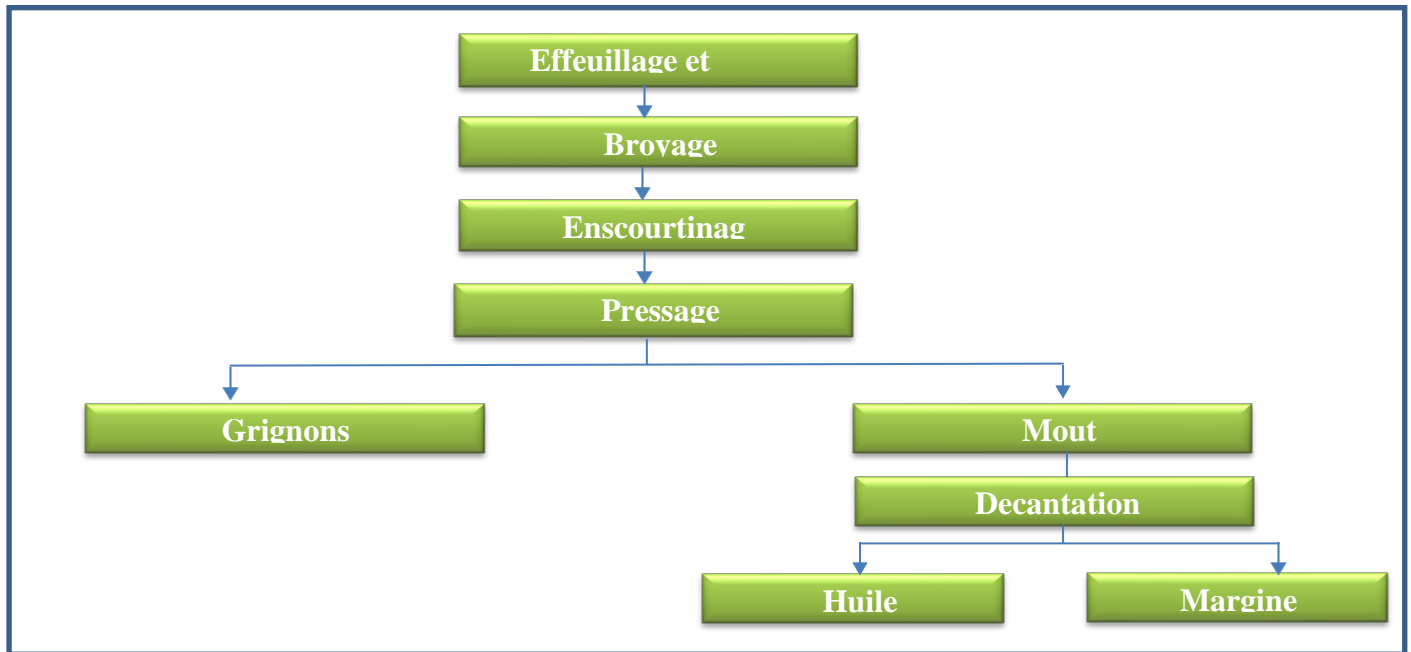 Effeuillage et
Broyage
Enscourtinag
Pressage
Grignons
Mout
Decantation
Huile
Margine